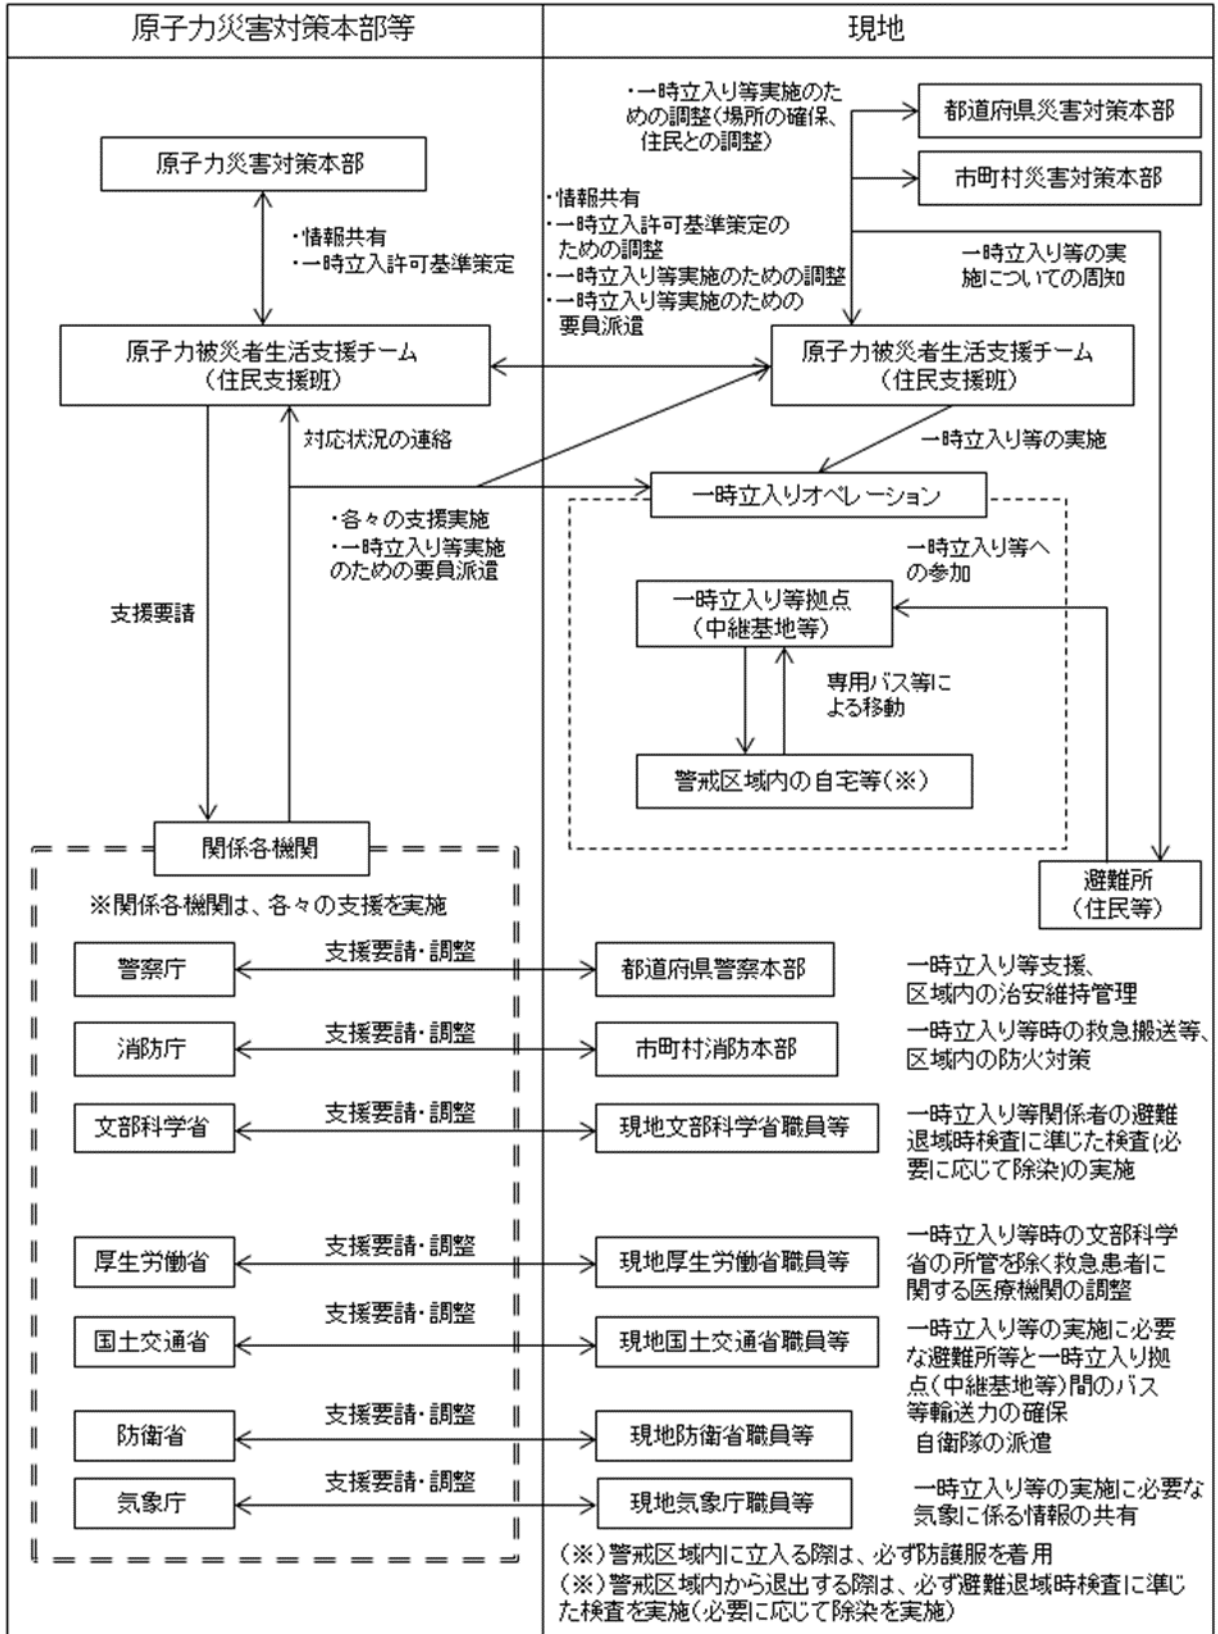 原子力災害対策本部等
現地
原子力災害対策本部
・情報共有
・一時立入許可基準策定
原子力被災者生活支援チーム
(住民支援班)
対応状況の連絡
・各々の支援実施
・一時立入り等実施
のための要員派遣
支援要請
関係各機関
※関係各機関は、各々の支援を実施
・一時立入り等実施のた
めの調整(場所の確保、
住民との調整)
都道府県災害対策本部
市町村災害対策本部
・情報共有
・一時立入許可基準策定の
ための調整
・一時立入り等実施のための調整
・一時立入り等実施のための
要員派遣
一時立入り等の実
施についての周知
原子力被災者生活支援チーム
(住民支援班)
一時立入り等の実施
一時立入りオペレーション
一時立入り等へ
の参加
一時立入り等拠点
(中継基地等)
専用バス等に
よる移動
警戒区域内の自宅等(※)
避難所
(住民等)
警察庁
支援要請・調整
都道府県警察本部
一時立入り等支援、
区域内の治安維持管理
消防庁
支援要請・調整
市町村消防本部
一時立入り等時の救急搬送等、
区域内の防火対策
文部科学省
支援要請・調整
現地文部科学省職員等
一時立入り等関係者の避難
退域時検査に準じた検査(必
要に応じて除染)の実施
厚生労働省
支援要請・調整
現地厚生労働省職員等
一時立入り等時の文部科学
省の所管を除く救急患者に
関する医療機関の調整
国土交通省
支援要請・調整
現地国土交通省職員等
一時立入り等の実施に必要
な避難所等と一時立入り拠
点(中継基地等)間のバス
等輸送力の確保
防衛省
支援要請・調整
現地防衛省職員等
自衛隊の派遣
気象庁
支援要請・調整
現地気象庁職員等
一時立入り等の実施に必要な
気象に係る情報の共有
(※)警戒区域内に立入る際は、必ず防護服を着用
(※)警戒区域内から退出する際は、必ず避難退域時検査に準じ
た検査を実施(必要に応じて除染を実施)